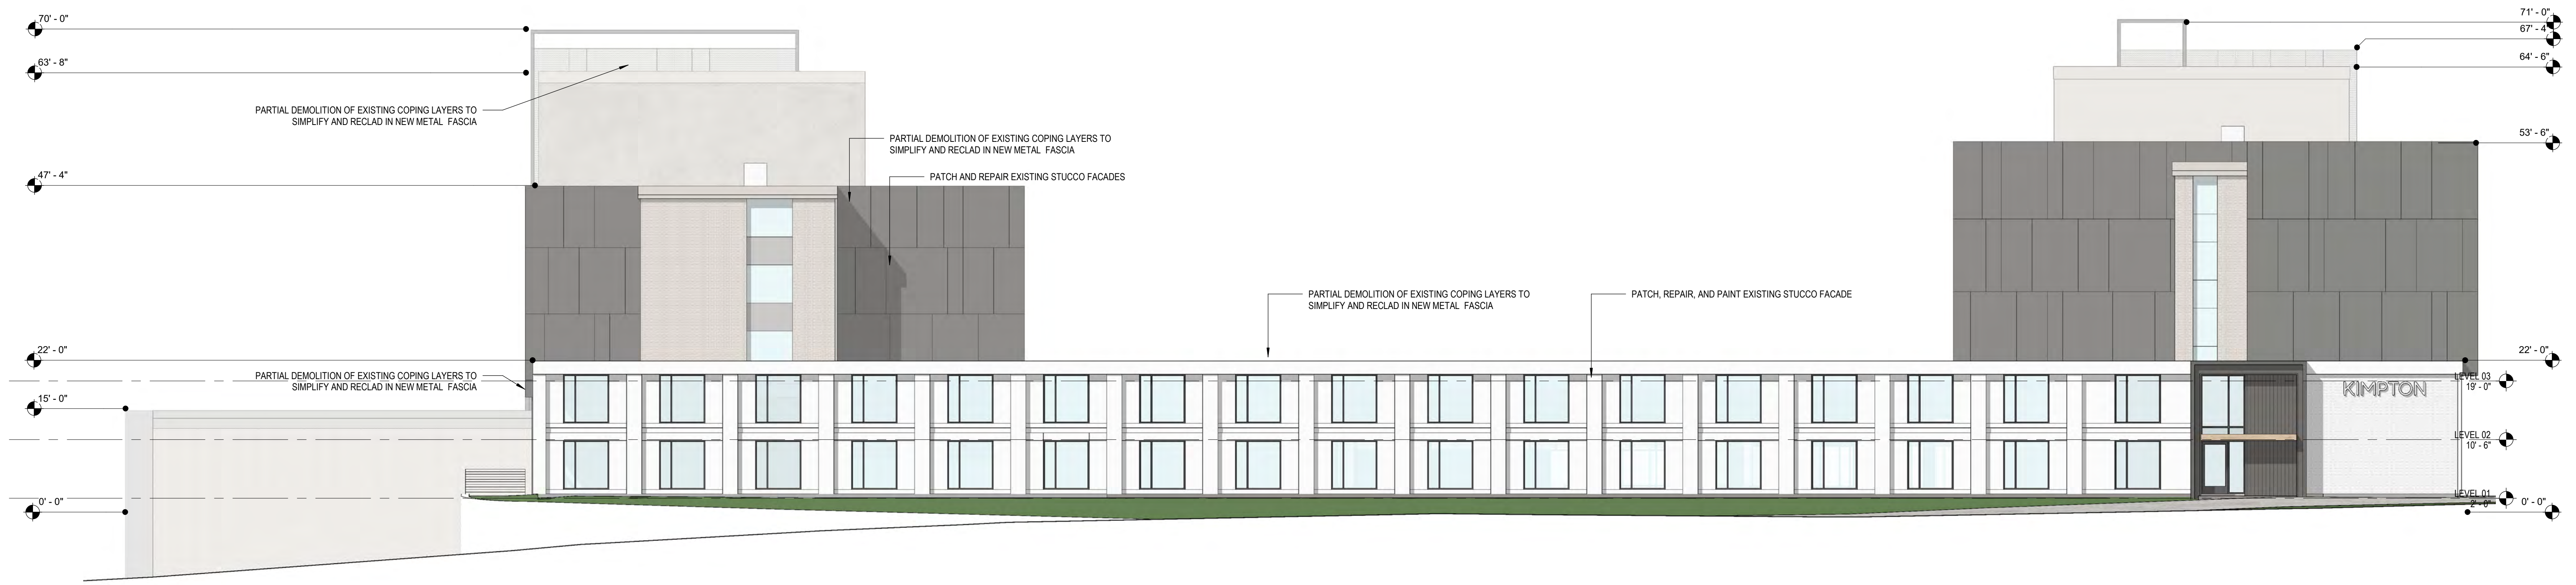 70' - 0"
63' - 8"
PARTIAL DEMOLITION OF EXISTING COPING LAYERS TO
SIMPLIFY AND RECLAD IN NEW METAL FASCIA
47' - 4"
22' - 0"
PARTIAL DEMOLITION OF EXISTING COPING LAYERS TO
SIMPLIFY AND RECLAD IN NEW METAL FASCIA
15' - 0"
0' - 0"
PARTIAL DEMOLITION OF EXISTING COPING LAYERS TO
SIMPLIFY AND RECLAD IN NEW METAL FASCIA
PATCH AND REPAIR EXISTING STUCCO FACADES
PARTIAL DEMOLITION OF EXISTING COPING LAYERS TO
SIMPLIFY AND RECLAD IN NEW METAL FASCIA
PATCH, REPAIR, AND PAINT EXISTING STUCCO FACADE
KIMPTON
71' - 0"
67' - 4"
64' - 6"
53' - 6"
22' - 0"
LEVEL 03
19' - 0"
LEVEL 02
10' - 6"
LEVEL 01
2' - 0"
0' - 0"